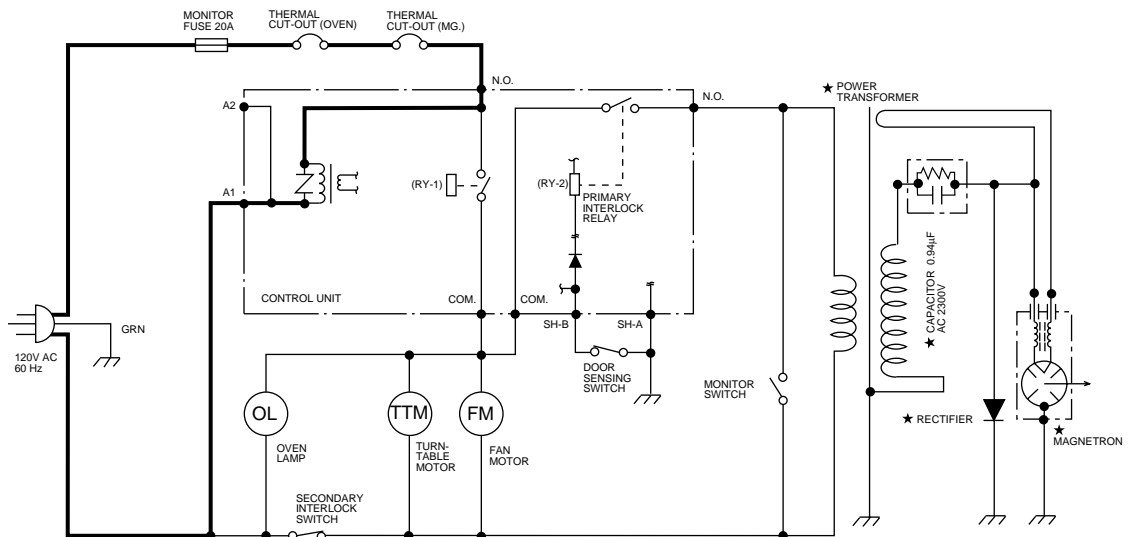 MONITOR
FUSE 20A
THERMAL
CUT-OUT (OVEN)
THERMAL
CUT-OUT (MG.)
N.O.
A2
N.O.
★ POWER
TRANSFORMER
A1
(RY-1)
(RY-2)
PRIMARY
INTERLOCK
RELAY
★ CAPACITOR 0.94μF
AC 2300V
CONTROL UNIT
COM.
COM.
SH-B
SH-A
GRN
120V AC
60 Hz
DOOR
SENSING
SWITCH
MONITOR
SWITCH
OL
TTM
FM
★ RECTIFIER
★
MAGNETRON
OVEN
LAMP
TURN-
TABLE
MOTOR
FAN
MOTOR
SECONDARY
INTERLOCK
SWITCH